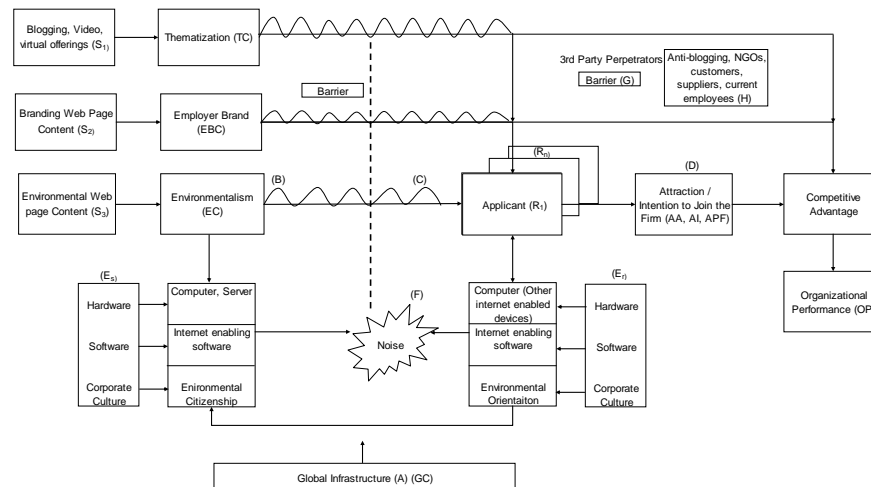 Blogging, Video,
virtual offerings (S1)
Thematization (TC)
3rd Party Perpetrators
Barrier (G)
Anti-blogging, NGOs,
customers,
suppliers, current
employees (H)
Barrier
Branding Web Page
Content (S2)
Employer Brand
(EBC)
(Rn)
Environmental Web
page Content (S3)
Environmentalism
(EC)
(B)
(C)
Applicant (R1)
(D)
Attraction /
Intention to Join the
Firm (AA, AI, APF)
Competitive
Advantage
(Es)
Hardware
Software
Corporate
Culture
Computer, Server
Internet enabling
software
Enironmental
Citizenship
(F)
Noise
Computer (Other
internet enabled
devices)
Internet enabling
software
Environmental
Orientaiton
(Er)
Hardware
Software
Corporate
Culture
Organizational
Performance (OP)
Global Infrastructure (A) (GC)